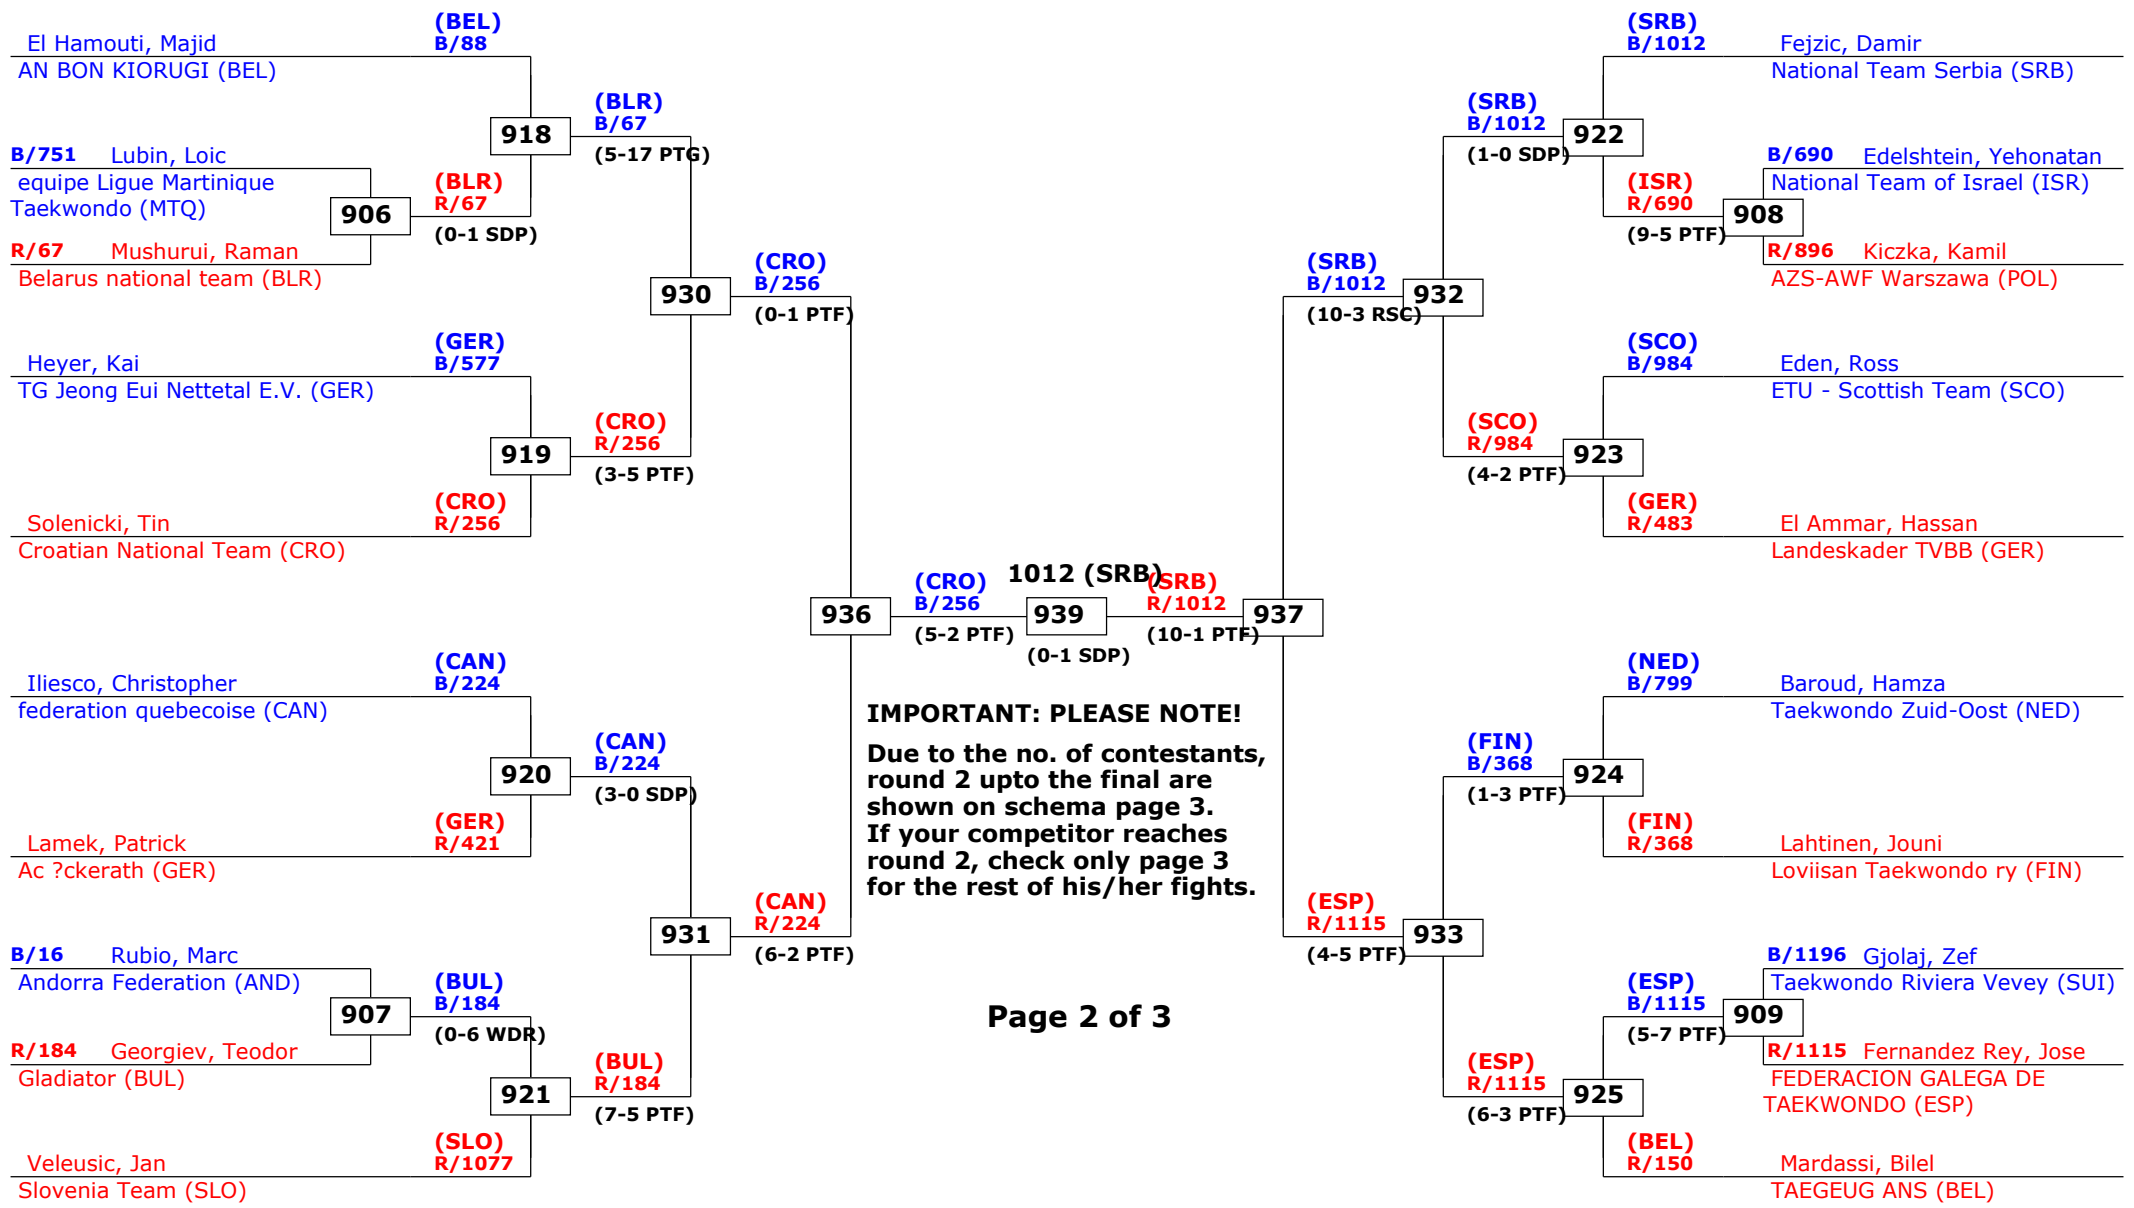 (BEL)
El Hamouti, Majid
B/88
AN BON KIORUGI (BEL)
(BLR)
B/67
918
(5-17 PTG)
B/751 Lubin, Loic
equipe Ligue Martinique
Taekwondo (MTQ)
(BLR)
R/67
906
(0-1 SDP)
R/67 Mushurui, Raman
Belarus national team (BLR)
(CRO)
B/256
930
(0-1 PTF)
(GER)
Heyer, Kai
B/577
TG Jeong Eui Nettetal E.V. (GER)
(CRO)
R/256
919
(3-5 PTF)
(CRO)
Solenicki, Tin
R/256
Croatian National Team (CRO)
936
(CRO)
B/256
(5-2 PTF)
1012 (SRB)
939
(0-1 SDP)
(SRB)
R/1012
(10-1 PTF)
937
(CAN)
Iliesco, Christopher
B/224
federation quebecoise (CAN)
(CAN)
B/224
920
(3-0 SDP)
(GER)
Lamek, Patrick
R/421
Ac ?ckerath (GER)
(CAN)
R/224
931
(6-2 PTF)
B/16 Rubio, Marc
Andorra Federation (AND)
(BUL)
B/184
907
(0-6 WDR)
R/184 Georgiev, Teodor
Gladiator (BUL)
(BUL)
R/184
921
(7-5 PTF)
(SLO)
Veleusic, Jan
R/1077
Slovenia Team (SLO)
IMPORTANT: PLEASE NOTE!
Due to the no. of contestants,
round 2 upto the final are
shown on schema page 3.
If your competitor reaches
round 2, check only page 3
for the rest of his/her fights.
Page 2 of 3
(SRB)
B/1012
Fejzic, Damir
National Team Serbia (SRB)
(SRB)
B/1012
922
(1-0 SDP)
B/690 Edelshtein, Yehonatan
National Team of Israel (ISR)
(ISR)
R/690
908
(9-5 PTF)
R/896 Kiczka, Kamil
AZS-AWF Warszawa (POL)
(SRB)
B/1012
932
(10-3 RSC)
(SCO)
B/984
Eden, Ross
ETU - Scottish Team (SCO)
(SCO)
R/984
923
(4-2 PTF)
(GER)
R/483
El Ammar, Hassan
Landeskader TVBB (GER)
(NED)
B/799
Baroud, Hamza
Taekwondo Zuid-Oost (NED)
(FIN)
B/368
924
(1-3 PTF)
(FIN)
R/368
Lahtinen, Jouni
Loviisan Taekwondo ry (FIN)
(ESP)
R/1115
933
(4-5 PTF)
B/1196 Gjolaj, Zef
Taekwondo Riviera Vevey (SUI)
(ESP)
B/1115
909
(5-7 PTF)
R/1115 Fernandez Rey, Jose
FEDERACION GALEGA DE
TAEKWONDO (ESP)
(ESP)
R/1115
925
(6-3 PTF)
(BEL)
R/150
Mardassi, Bilel
TAEGEUG ANS (BEL)